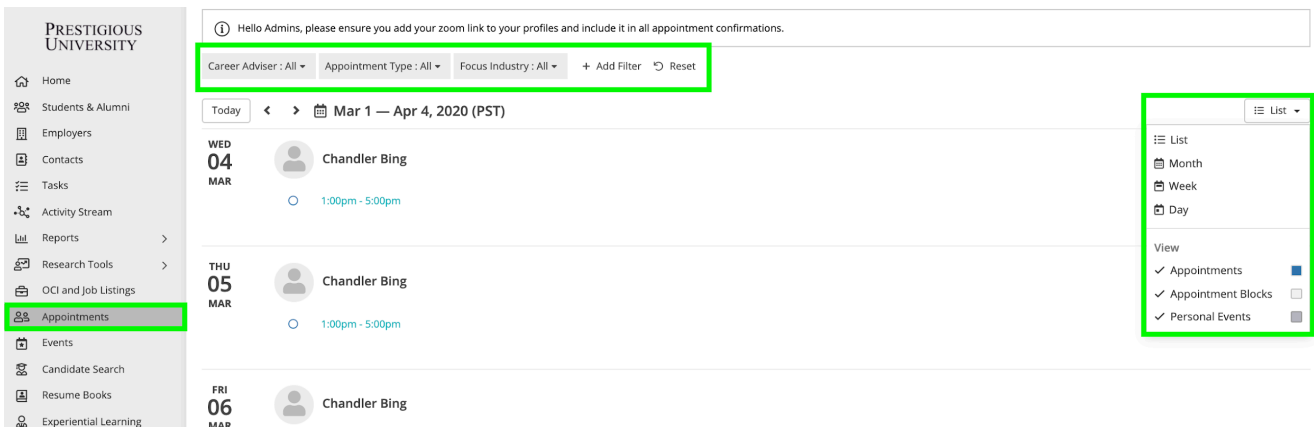 PRESTIGIOUS
UNIVERSITY
Home
Students & Alumni
Employers
Contacts
Tasks
Activity Stream
Reports
Research Tools
OCI and Job Listings
Appointments
Events
Candidate Search
Resume Books
Experiential Learning
Hello Admins, please ensure you add your zoom link to your profiles and include it in all appointment confirmations.
Career Adviser : All Appointment Type : All Focus Industry : All + Add Filter Reset
Today Mar 1 — Apr 4, 2020 (PST) List
WED
04
MAR
Chandler Bing
1:00pm - 5:00pm
THU
05
MAR
Chandler Bing
1:00pm - 5:00pm
FRI
06
MAR
Chandler Bing
List
Month
Week
Day
View
Appointments
Appointment Blocks
Personal Events